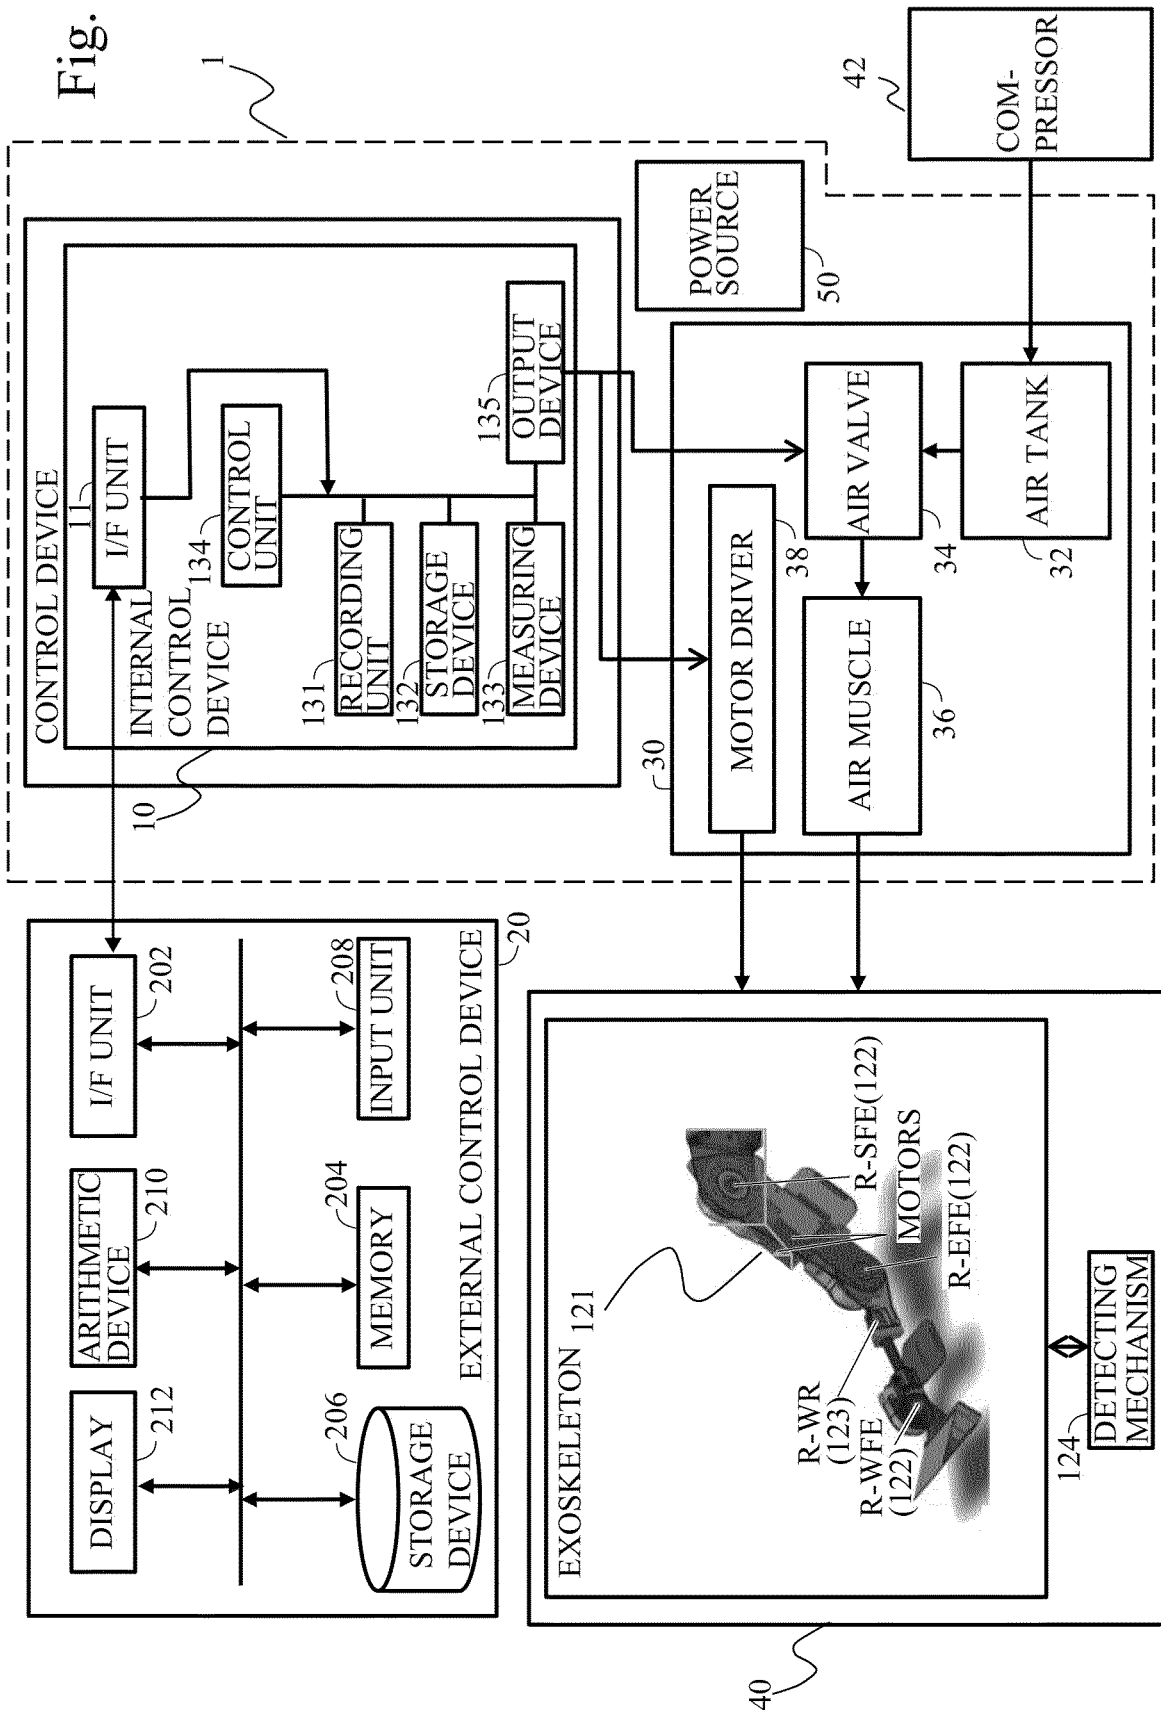 Fig.
1
42
COM-
PRESSOR
CONTROL DEVICE
11
I/F UNIT
INTERNAL
CONTROL
DEVICE
134
CONTROL
UNIT
131
RECORDING
UNIT
132
STORAGE
DEVICE
133
MEASURING
DEVICE
135
OUTPUT
DEVICE
10
POWER
SOURCE
50
30
MOTOR DRIVER
38
AIR VALVE
34
AIR TANK
32
AIR MUSCLE
36
I/F UNIT
202
ARITHMETIC
DEVICE
210
DISPLAY
212
INPUT UNIT
208
MEMORY
204
STORAGE
DEVICE
206
EXTERNAL CONTROL DEVICE
20
EXOSKELETON
121
R-SFE(122)
MOTORS
R-EFE(122)
R-WR
(123)
R-WFE
(122)
124
DETECTING
MECHANISM
40